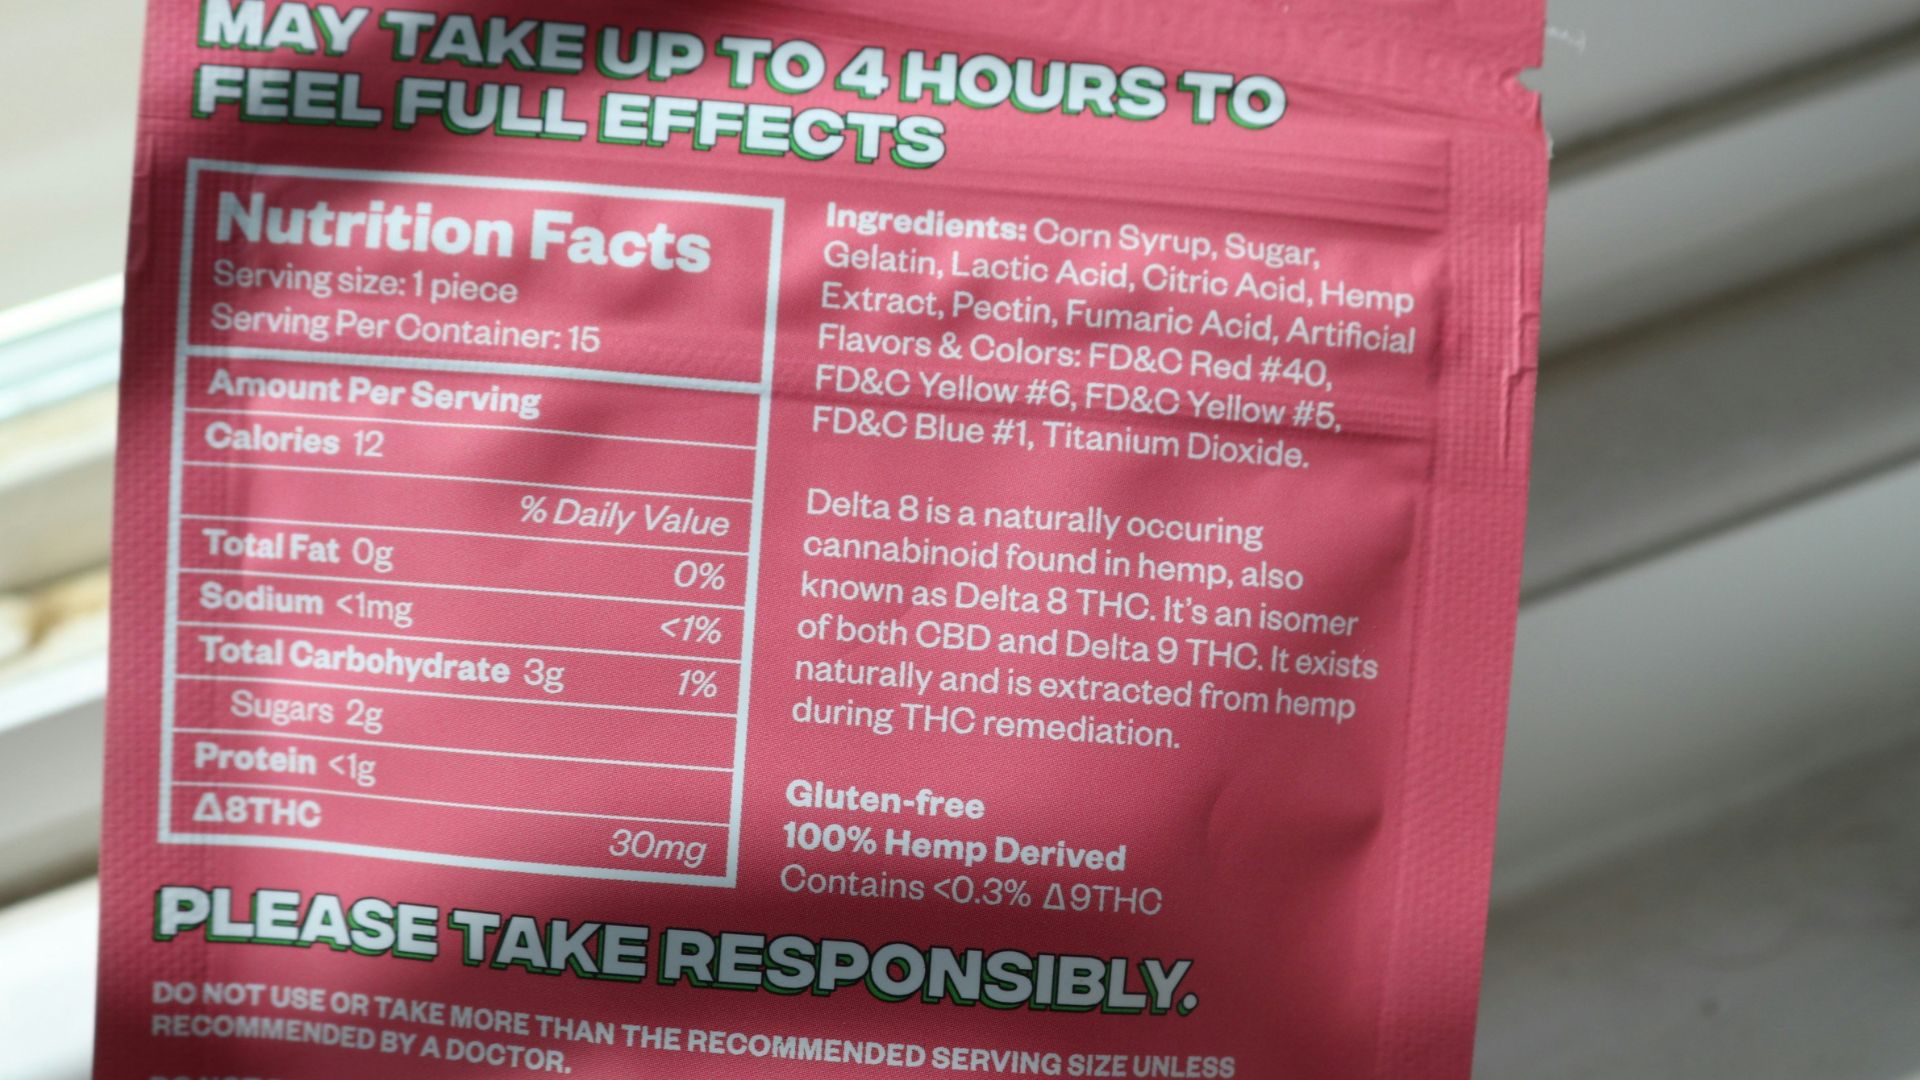 MAY TAKE UP TO 4 HOURS TO
FEEL FULL EFFECTS
Nutrition Facts
Serving size: 1 piece
Serving Per Container: 15
Amount Per Serving
Calories 12
% Daily Value
Total Fat 0g 0%
Sodium <1mg <1%
Total Carbohydrate 3g 1%
Sugars 2g
Protein <1g
Δ8THC 30mg
Ingredients: Corn Syrup, Sugar,
Gelatin, Lactic Acid, Citric Acid, Hemp
Extract, Pectin, Fumaric Acid, Artificial
Flavors & Colors: FD&C Red #40,
FD&C Yellow #6, FD&C Yellow #5,
FD&C Blue #1, Titanium Dioxide.
Delta 8 is a naturally occuring
cannabinoid found in hemp, also
known as Delta 8 THC. It's an isomer
of both CBD and Delta 9 THC. It exists
naturally and is extracted from hemp
during THC remediation.
Gluten-free
100% Hemp Derived
Contains <0.3% Δ9THC
PLEASE TAKE RESPONSIBLY.
DO NOT USE OR TAKE MORE THAN THE RECOMMENDED SERVING SIZE UNLESS
RECOMMENDED BY A DOCTOR.